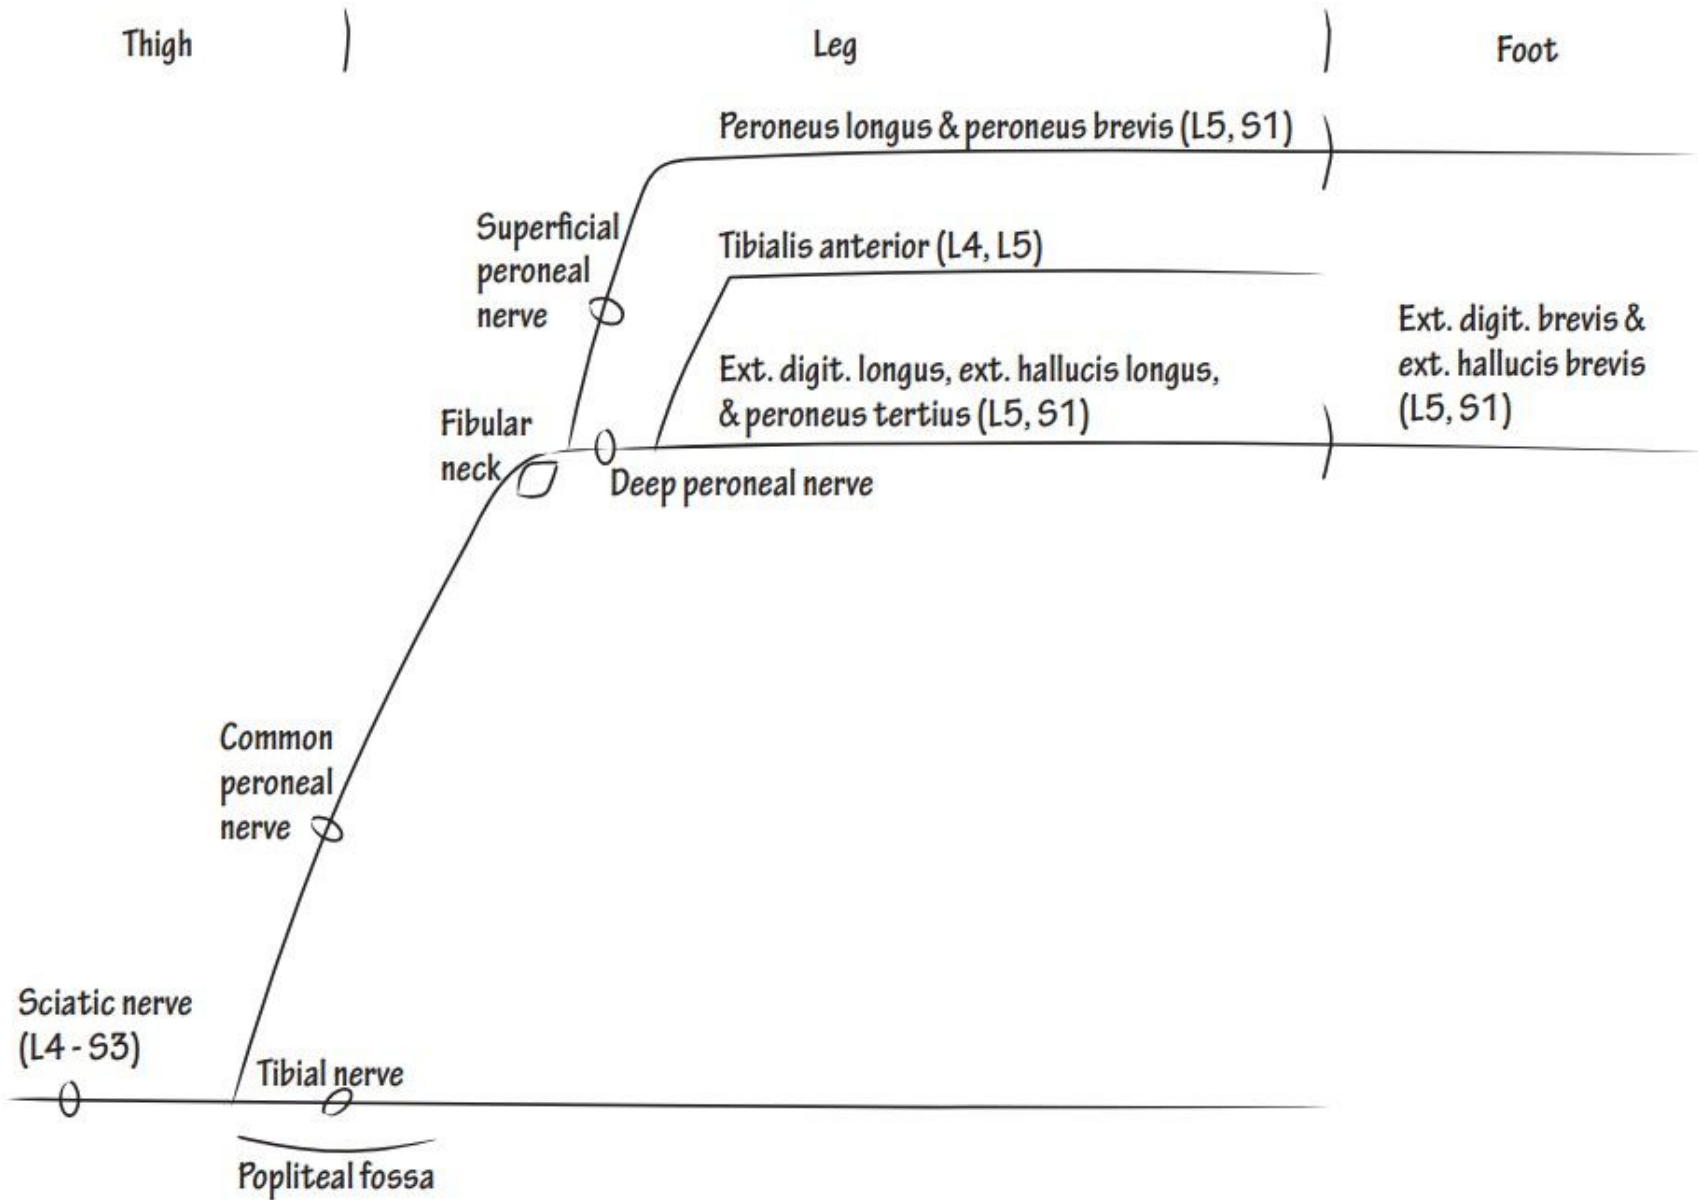 Thigh
Leg
Foot
Peroneus longus & peroneus brevis (L5, S1)
Superficial
peroneal
nerve
Tibialis anterior (L4, L5)
Ext. digit. longus, ext. hallucis longus,
& peroneus tertius (L5, S1)
Ext. digit. brevis &
ext. hallucis brevis
(L5, S1)
Fibular
neck
Deep peroneal nerve
Common
peroneal
nerve
Sciatic nerve
(L4 - S3)
Tibial nerve
Popliteal fossa